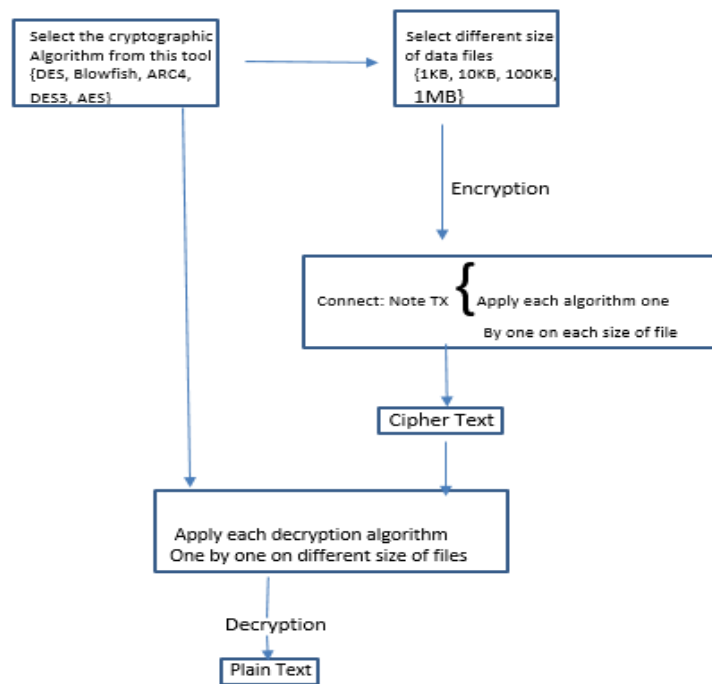 Select the cryptographic
Algorithm from this tool
{DES, Blowfish, ARC4,
DES3, AES}
Select different size
of data files
{1KB, 10KB, 100KB,
1MB}
Encryption
Connect: Note TX { Apply each algorithm one
By one on each size of file
Cipher Text
Apply each decryption algorithm
One by one on different size of files
Decryption
Plain Text